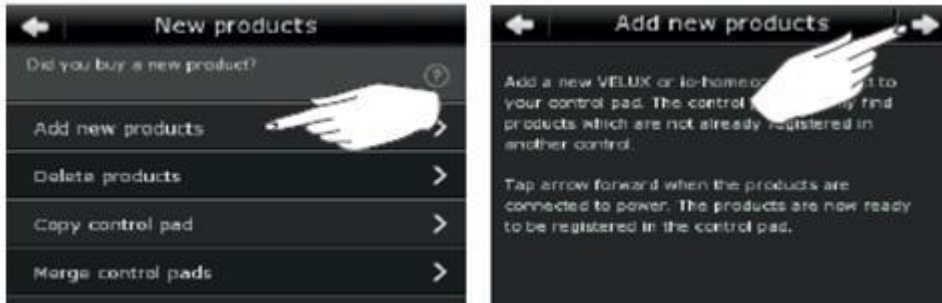 New products
Did you buy a new product?
?
Add new products
Delete products
Copy control pad
Merge control pads
Add new products
Add a new VELUX or io-homeco t to
your control pad. The control ly find
products which are not already registered in
another control.
Tap arrow forward when the products are
connected to power. The products are now ready
to be registered in the control pad.